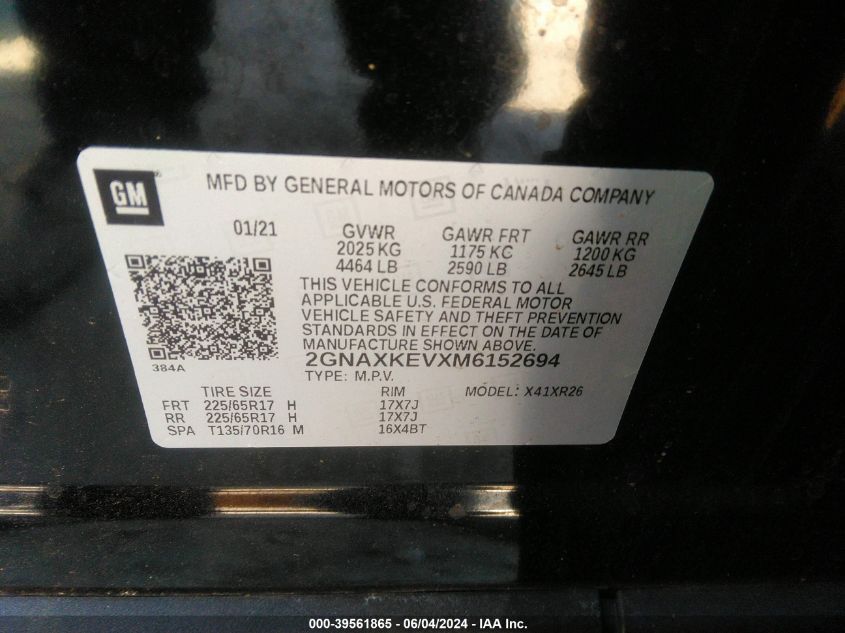 GM
MFD BY GENERAL MOTORS OF CANADA COMPANY
01/21 GVWR GAWR FRT GAWR RR
2025 KG 1175 KC 1200 KG
4464 LB 2590 LB 2645 LB
THIS VEHICLE CONFORMS TO ALL
APPLICABLE U.S. FEDERAL MOTOR
VEHICLE SAFETY AND THEFT PREVENTION
STANDARDS IN EFFECT ON THE DATE OF
MANUFACTURE SHOWN ABOVE.
384A 2GNAXKEVXM6152694
TYPE: M.P.V.
TIRE SIZE RIM MODEL: X41XR26
FRT 225/65R17 H 17X7J
RR 225/65R17 H 17X7J
SPA T135/70R16 M 16X4BT
000-39561865 - 06/04/2024 - IAA Inc.